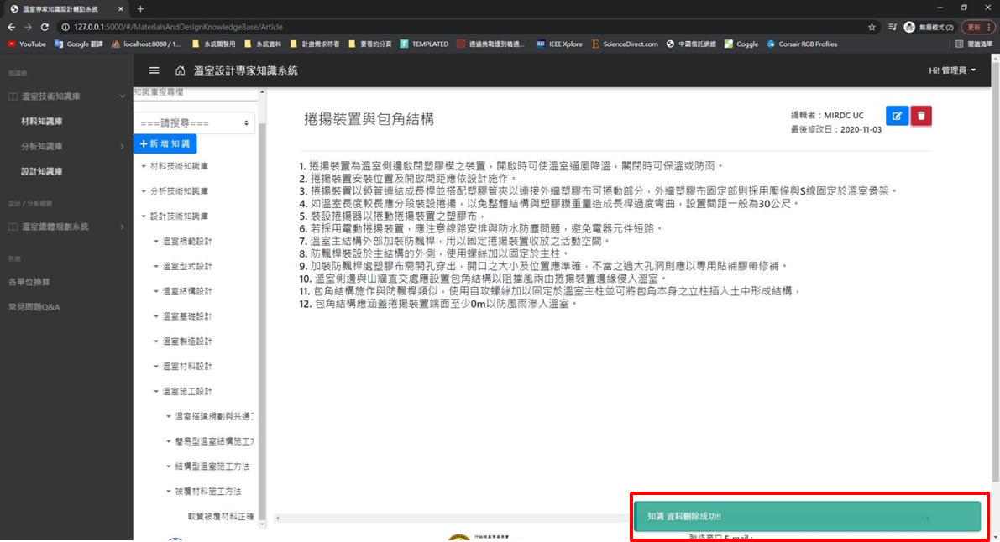 溫室專家知識設計輔助系統
127.0.0.1:5000/#/MaterialsAndDesignKnowledgeBase/Article
無痕模式 (2)
更新
YouTube
Google 翻譯
localhost:8080 / 1...
系統開發用
系統資料
計畫需求待看
要看的分頁
TEMPLATED
通過挑戰達到精通...
IEEE Xplore
ScienceDirect.com
中國信託網銀
Coggle
Corsair RGB Profiles
閱讀清單
知識庫
溫室技術知識庫
材料知識庫
分析知識庫
設計知識庫
設計 / 分析規劃
溫室總體規劃系統
其他
各單位換算
常見問題Q&A
溫室設計專家知識系統
Hi! 管理員
知識庫搜尋欄
===請搜尋===
+新增知識
材料技術知識庫
分析技術知識庫
設計技術知識庫
溫室規範設計
溫室型式設計
溫室結構設計
溫室基礎設計
溫室製造設計
溫室材料設計
溫室施工設計
溫室搭建規劃與共通工
簡易型溫室結構施工方
結構型溫室施工方法
被覆材料施工方法
軟質被覆材料正確
捲揚裝置與包角結構
編輯者：MIRDC UC
最後修改日：2020-11-03
1. 捲揚裝置為溫室側邊啟閉塑膠模之裝置，開啟時可使溫室通風降溫，關閉時可保溫或防雨。
2. 捲揚裝置安裝位置及開啟問距應依設計施作。
3. 捲揚裝置以錏管連結成長桿並搭配塑膠管夾以連接外牆塑膠布可捲動部分，外牆塑膠布固定部則採用壓條與S線固定於溫室骨架。
4. 如溫室長度較長應分段裝設捲揚，以免整體結構與塑膠膜重量造成長桿過度彎曲，設置間距一般為30公尺。
5. 裝設捲揚器以捲動捲揚裝置之塑膠布，
6. 若採用電動捲揚裝置，應注意線路安排與防水防塵問題，避免電器元件短路。
7. 溫室主結構外部加裝防飄桿，用以固定捲揚裝置收放之活動空間。
8. 防飄桿裝設於主結構的外側，使用螺絲加以固定於主柱。
9. 加裝防飄桿處塑膠布需開孔穿出，開口之大小及位置應準確，不當之過大孔洞則應以專用貼補膠帶修補。
10. 溫室側邊與山牆直交處應設置包角結構以阻擋風雨由捲揚裝置邊緣侵入溫室。
11. 包角結構施作與防飄桿類似，使用自攻螺絲加以固定於溫室主柱並可將包角本身之立柱插入土中形成結構，
12. 包角結構應涵蓋捲揚裝置端面至少0m以防風雨滲入溫室。
知識 資料刪除成功!!
行政院農業委員會
聯絡窗口 E-mail :